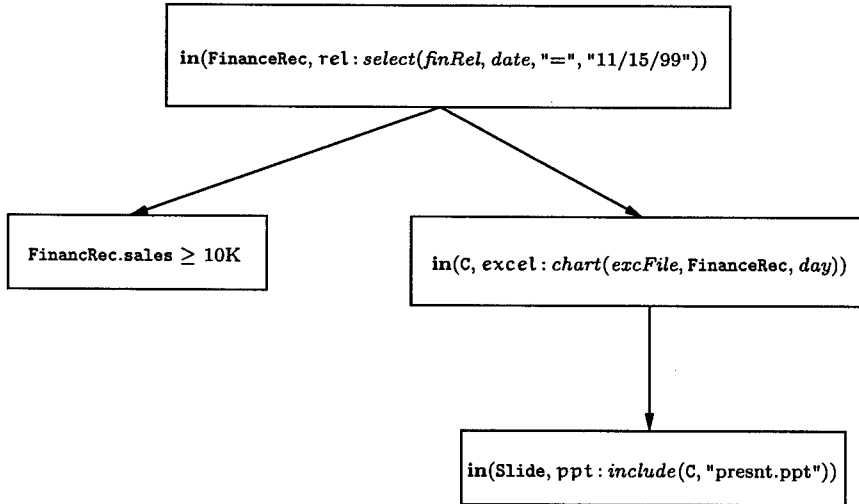 in(FinanceRec, rel: select(finRel, date, "=", "11/15/99"))
FinancRec.sales ≥ 10K
in(C, excel: chart(excFile, FinanceRec, day))
in(Slide, ppt: include(C, "presnt.ppt"))